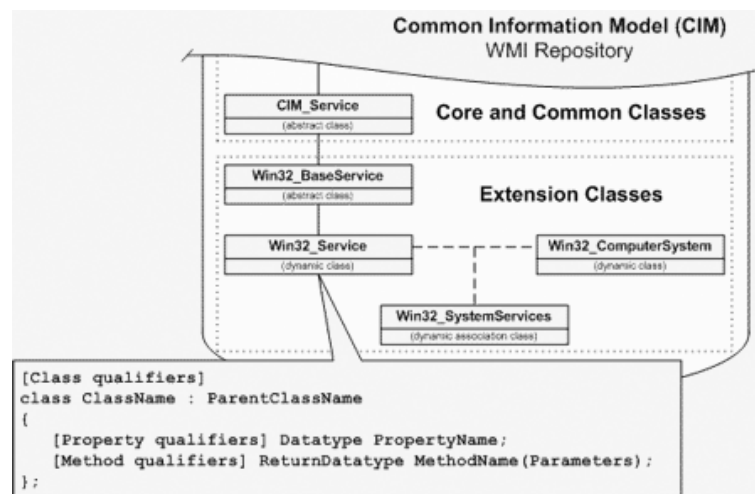 Common Information Model (CIM)
WMI Repository
CIM_Service
(abstract class)
Core and Common Classes
Win32_BaseService
(abstract class)
Extension Classes
Win32_Service
(dynamic class)
Win32_ComputerSystem
(dynamic class)
Win32_SystemServices
(dynamic association class)
[Class qualifiers]
class ClassName : ParentClassName
{
[Property qualifiers] Datatype PropertyName;
[Method qualifiers] ReturnDatatype MethodName(Parameters);
};